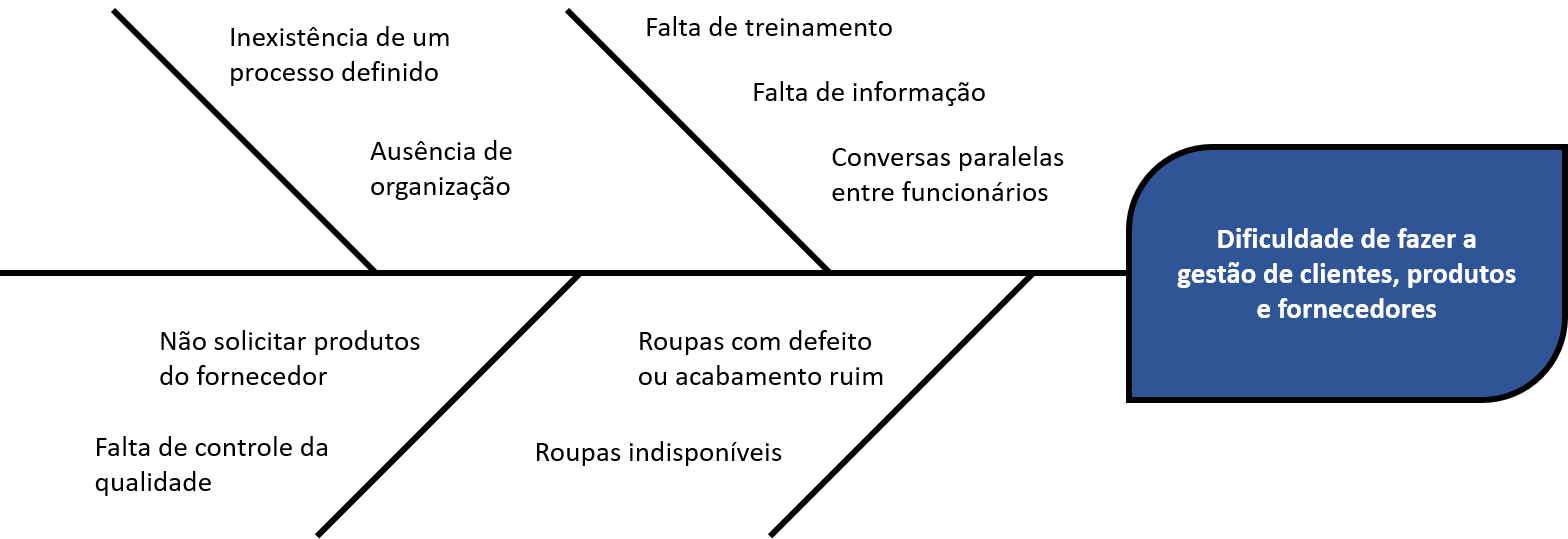 Inexistência de um
processo definido
Ausência de
organização
Falta de treinamento
Falta de informação
Conversas paralelas
entre funcionários
Dificuldade de fazer a
gestão de clientes, produtos
e fornecedores
Não solicitar produtos
do fornecedor
Falta de controle da
qualidade
Roupas com defeito
ou acabamento ruim
Roupas indisponíveis